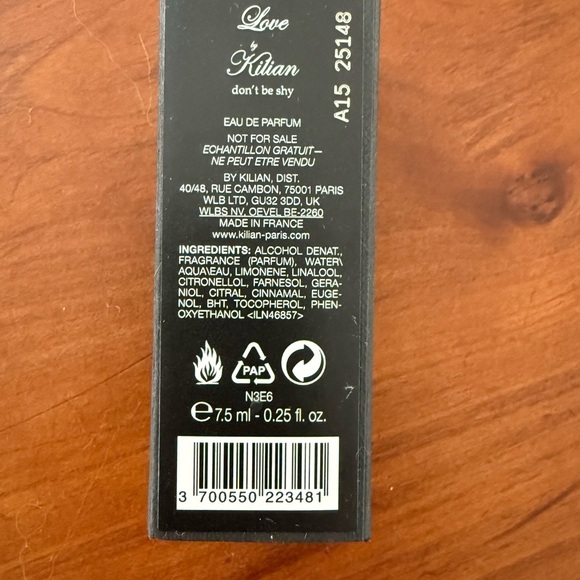 Love
by
Kilian
don't be shy
A15 25148
EAU DE PARFUM
NOT FOR SALE
ECHANTILLON GRATUIT—
NE PEUT ETRE VENDU
BY KILIAN, DIST.
40/48, RUE CAMBON, 75001 PARIS
WLB LTD, GU32 3DD, UK
WLBS NV. OEVEL BE-2260
MADE IN FRANCE
www.kilian-paris.com
INGREDIENTS: ALCOHOL DENAT.,
FRAGRANCE (PARFUM), WATER\
AQUA\EAU, LIMONENE, LINALOOL,
CITRONELLOL, FARNESOL, GERA-
NIOL, CITRAL, CINNAMAL, EUGE-
NOL, BHT, TOCOPHEROL, PHEN-
OXYETHANOL <ILN46857>
PAP
N3E6
℮7.5 ml - 0.25 fl. oz.
3 700550 223481